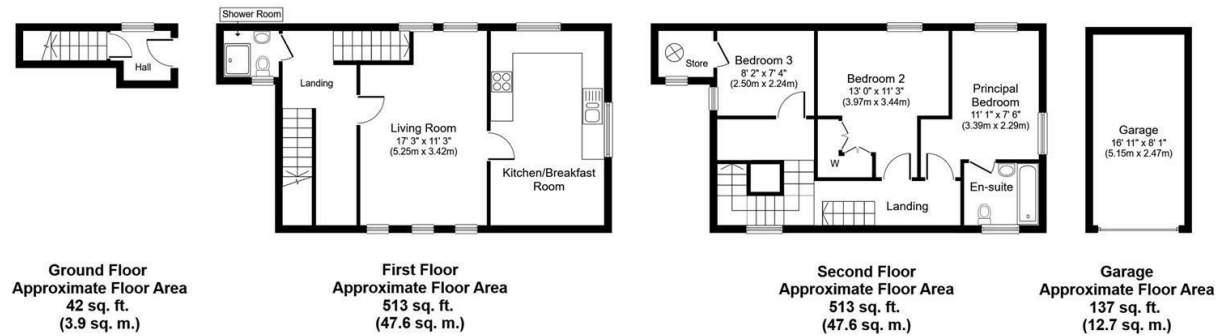 Hall
Ground Floor
Approximate Floor Area
42 sq. ft.
(3.9 sq. m.)
Shower Room
Landing
Living Room
17' 3" x 11' 3"
(5.25m x 3.42m)
Kitchen/Breakfast
Room
First Floor
Approximate Floor Area
513 sq. ft.
(47.6 sq. m.)
Store
Bedroom 3
8' 2" x 7' 4"
(2.50m x 2.24m)
Bedroom 2
13' 0" x 11' 3"
(3.97m x 3.44m)
Principal
Bedroom
11' 1" x 7' 6"
(3.39m x 2.29m)
W
En-suite
Landing
Second Floor
Approximate Floor Area
513 sq. ft.
(47.6 sq. m.)
Garage
16' 11" x 8' 1"
(5.15m x 2.47m)
Garage
Approximate Floor Area
137 sq. ft.
(12.7 sq. m.)